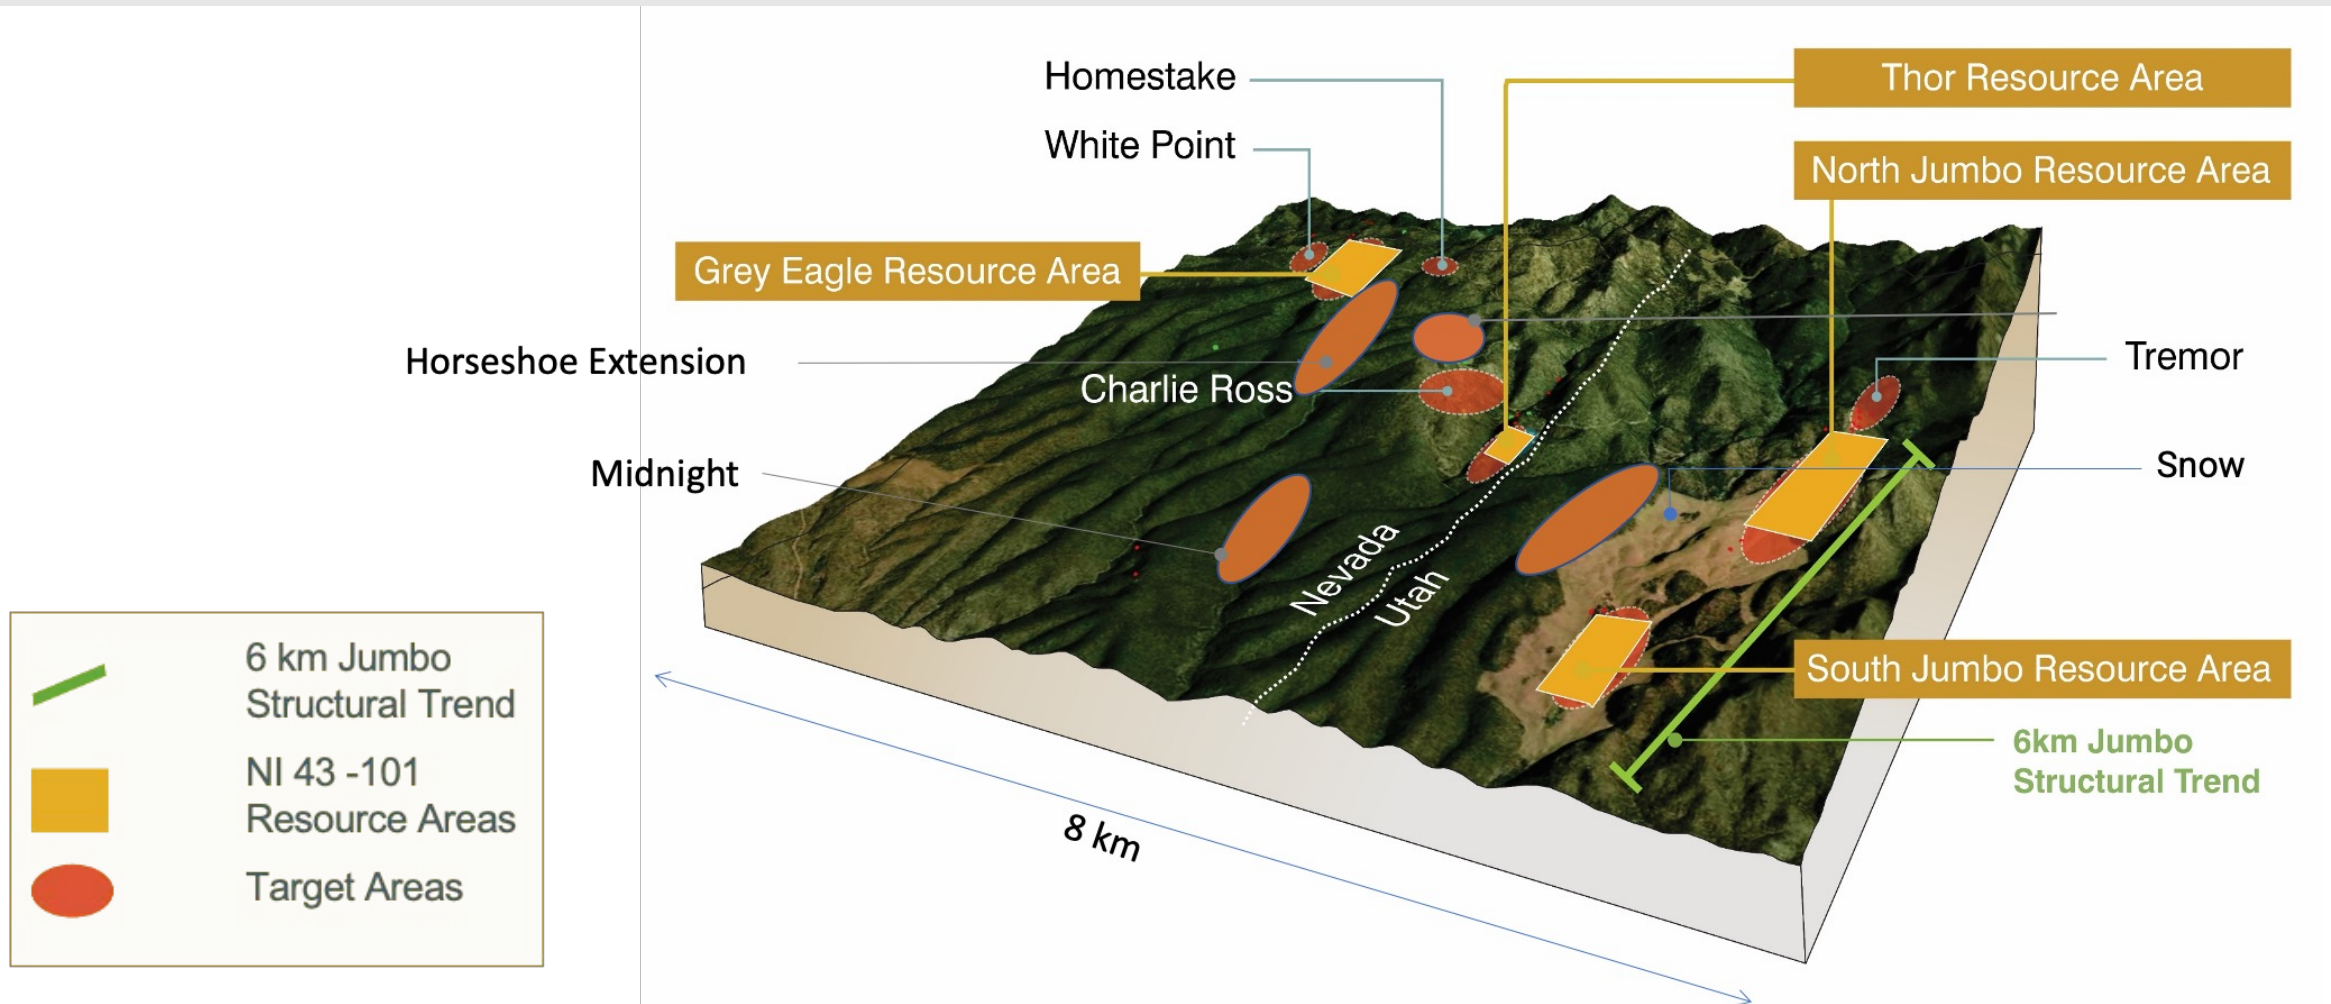 Homestake
White Point
Thor Resource Area
North Jumbo Resource Area
Grey Eagle Resource Area
Horseshoe Extension
Charlie Ross
Tremor
Midnight
Snow
Nevada
Utah
South Jumbo Resource Area
6km Jumbo
Structural Trend
8 km
6 km Jumbo
Structural Trend
NI 43 -101
Resource Areas
Target Areas